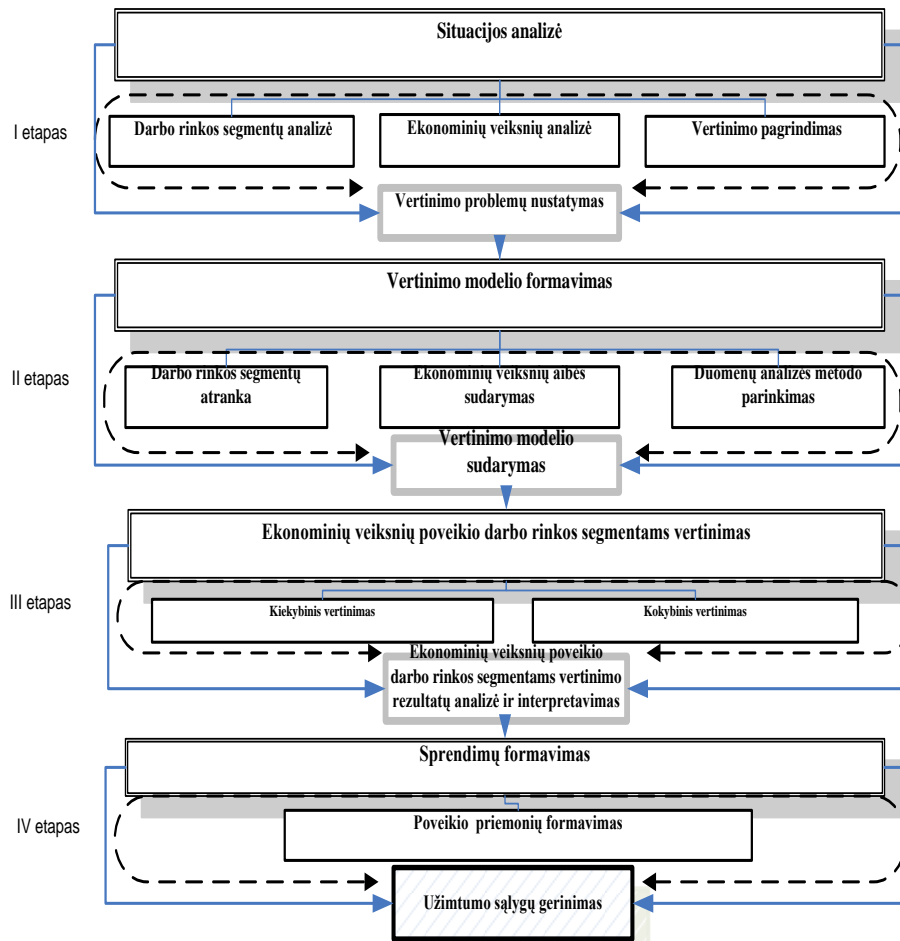 Situacijos analizė
I etapas
Darbo rinkos segmentų analizė
Ekonominių veiksnių analizė
Vertinimo pagrindimas
Vertinimo problemų nustatymas
Vertinimo modelio formavimas
II etapas
Darbo rinkos segmentų
atranka
Ekonominių veiksnių aibės
sudarymas
Duomenų analizės metodo
parinkimas
Vertinimo modelio
sudarymas
Ekonominių veiksnių poveikio darbo rinkos segmentams vertinimas
III etapas
Kiekybinis vertinimas
Kokybinis vertinimas
Ekonominių veiksnių poveikio
darbo rinkos segmentams vertinimo
rezultatų analizė ir interpretavimas
Sprendimų formavimas
IV etapas
Poveikio priemonių formavimas
Užimtumo sąlygų gerinimas